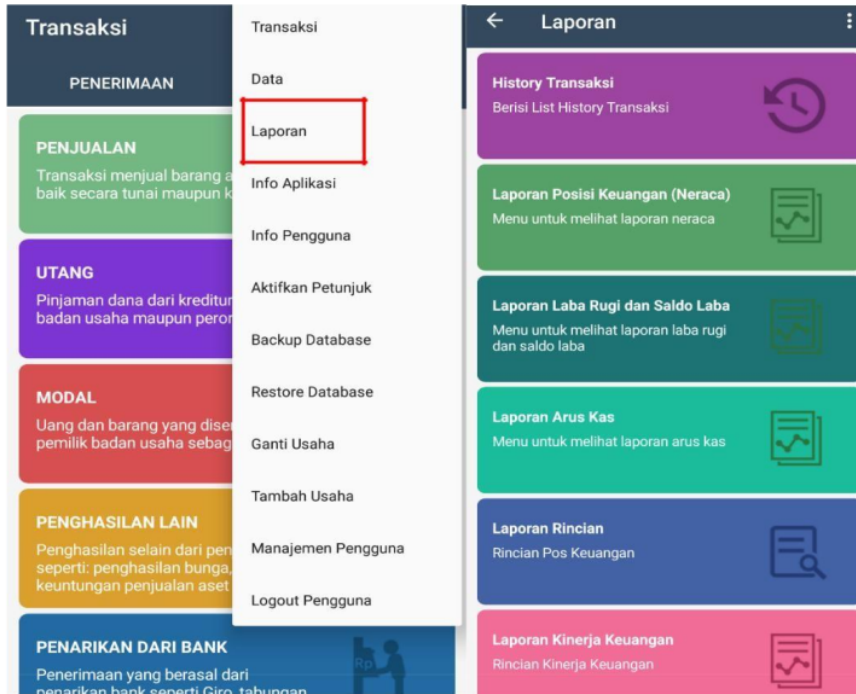 Transaksi
PENERIMAAN
PENJUALAN
Transaksi menjual barang a
baik secara tunai maupun k
UTANG
Pinjaman dana dari kreditur
badan usaha maupun peror
MODAL
Uang dan barang yang diser
pemilik badan usaha sebag
PENGHASILAN LAIN
Penghasilan selain dari pen
seperti: penghasilan bunga,
keuntungan penjualan aset
PENARIKAN DARI BANK
Penerimaan yang berasal dari
penarikan bank seperti Giro, tabungan
Rp
Transaksi
Data
Laporan
Info Aplikasi
Info Pengguna
Aktifkan Petunjuk
Backup Database
Restore Database
Ganti Usaha
Tambah Usaha
Manajemen Pengguna
Logout Pengguna
Laporan
History Transaksi
Berisi List History Transaksi
Laporan Posisi Keuangan (Neraca)
Menu untuk melihat laporan neraca
Laporan Laba Rugi dan Saldo Laba
Menu untuk melihat laporan laba rugi
dan saldo laba
Laporan Arus Kas
Menu untuk melihat laporan arus kas
Laporan Rincian
Rincian Pos Keuangan
Laporan Kinerja Keuangan
Rincian Kinerja Keuangan